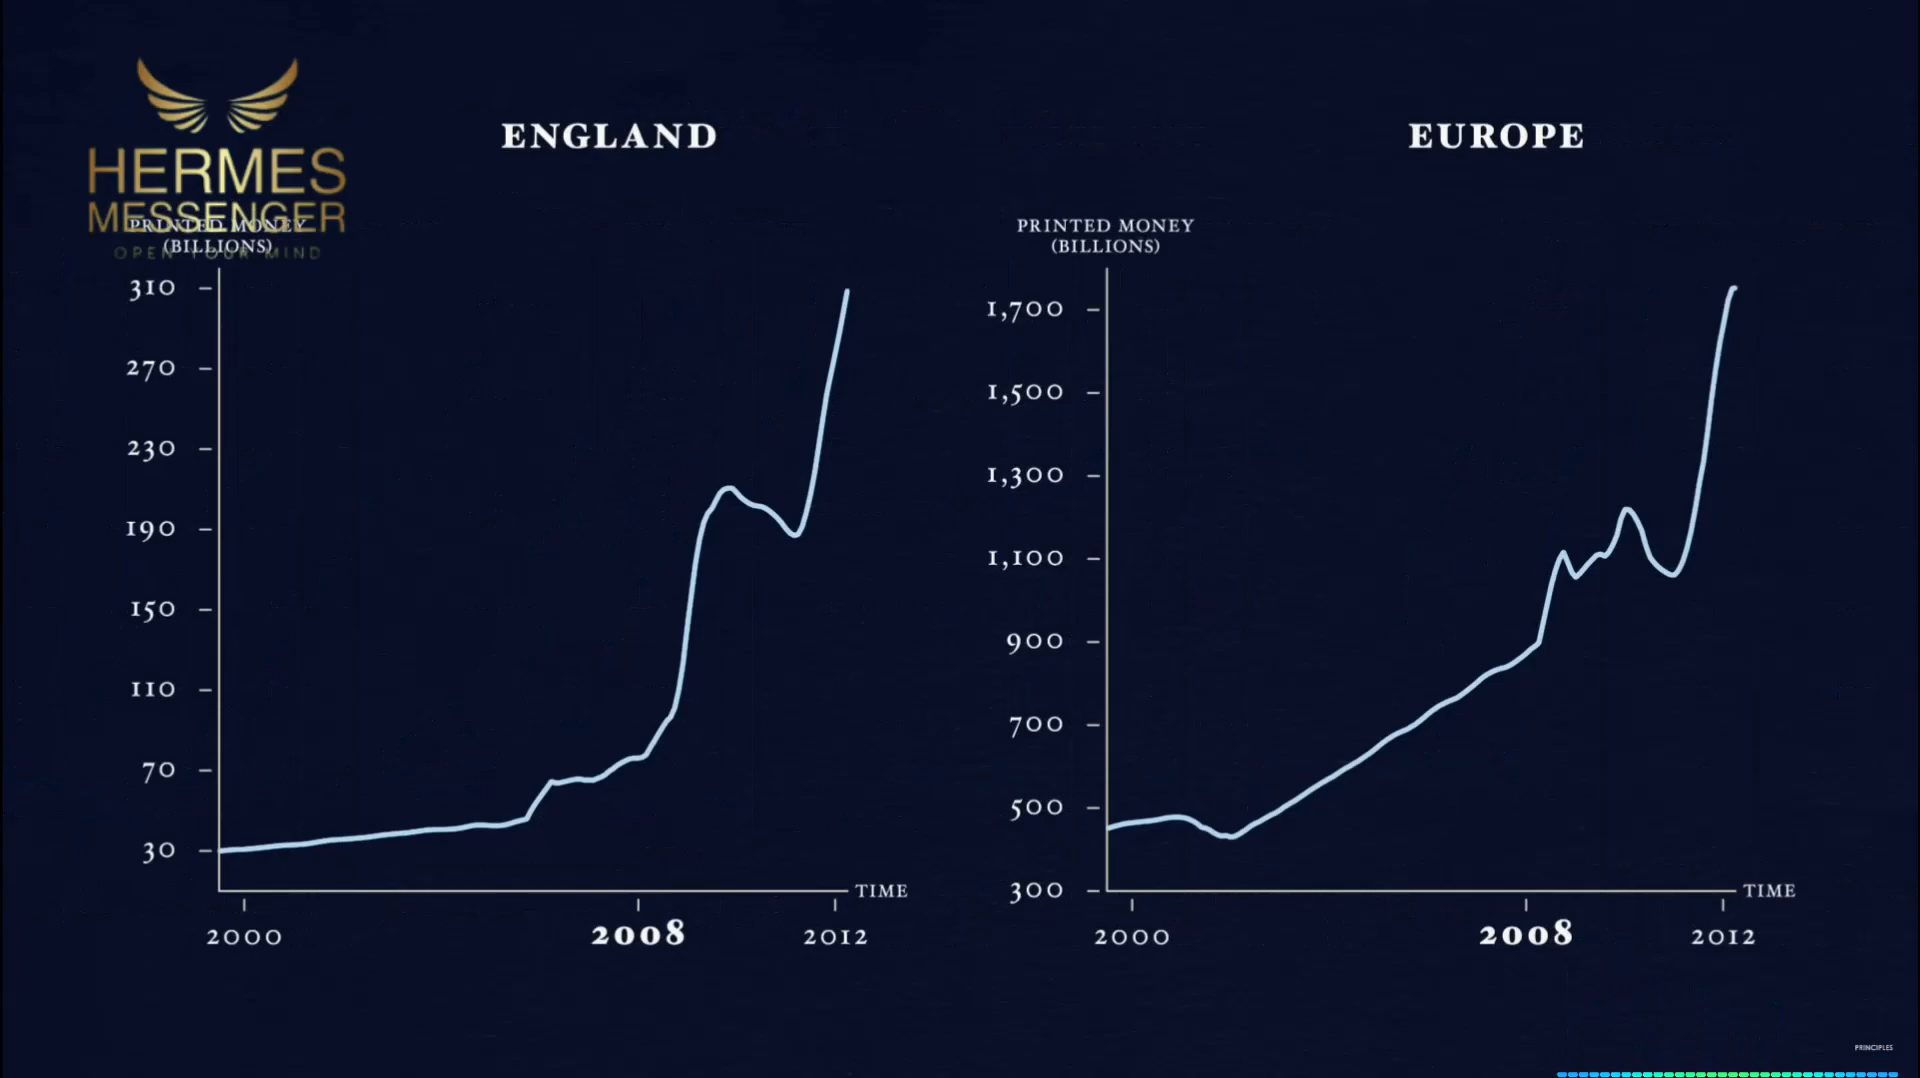 HERMES
MESSENGER
OPEN YOUR MIND
ENGLAND
PRINTED MONEY
(BILLIONS)
310
270
230
190
150
110
70
30
TIME
2000
2008
2012
EUROPE
PRINTED MONEY
(BILLIONS)
1,700
1,500
1,300
1,100
900
700
500
300
TIME
2000
2008
2012
PRINCIPLES